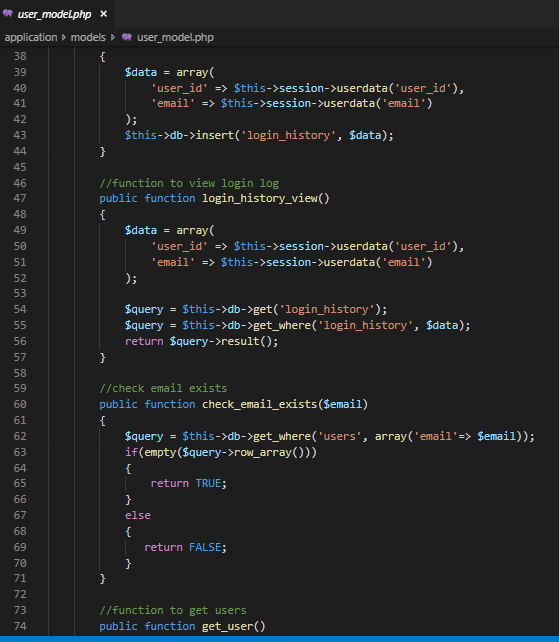 user_model.php ×
application > models > user_model.php
38 {
39 $data = array(
40 'user_id' => $this->session->userdata('user_id'),
41 'email' => $this->session->userdata('email')
42 );
43 $this->db->insert('login_history', $data);
44 }
45
46 //function to view login log
47 public function login_history_view()
48 {
49 $data = array(
50 'user_id' => $this->session->userdata('user_id'),
51 'email' => $this->session->userdata('email')
52 );
53
54 $query = $this->db->get('login_history');
55 $query = $this->db->get_where('login_history', $data);
56 return $query->result();
57 }
58
59 //check email exists
60 public function check_email_exists($email)
61 {
62 $query = $this->db->get_where('users', array('email'=> $email));
63 if(empty($query->row_array()))
64 {
65 return TRUE;
66 }
67 else
68 {
69 return FALSE;
70 }
71 }
72
73 //function to get users
74 public function get_user()